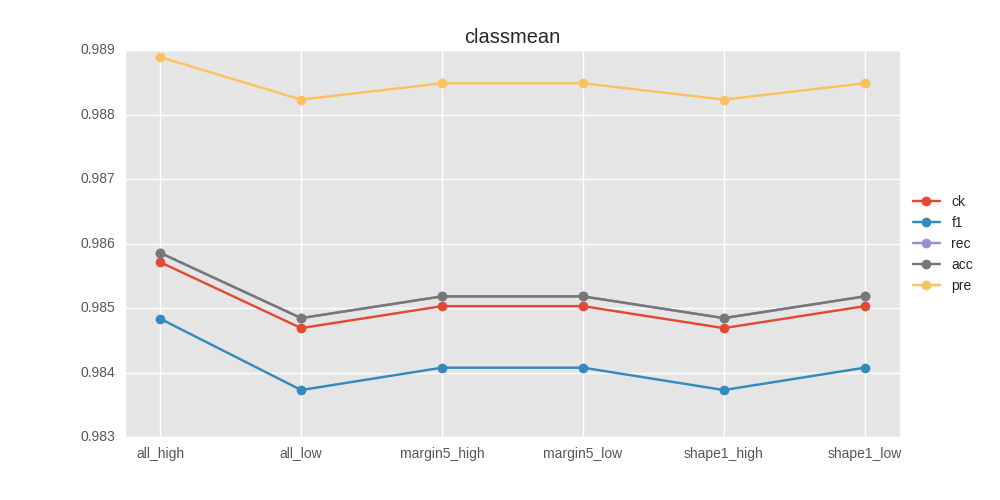 classmean
0.989
0.988
0.987
0.986
0.985
0.984
0.983
all_high all_low margin5_high margin5_low shape1_high shape1_low
ck
f1
rec
acc
pre